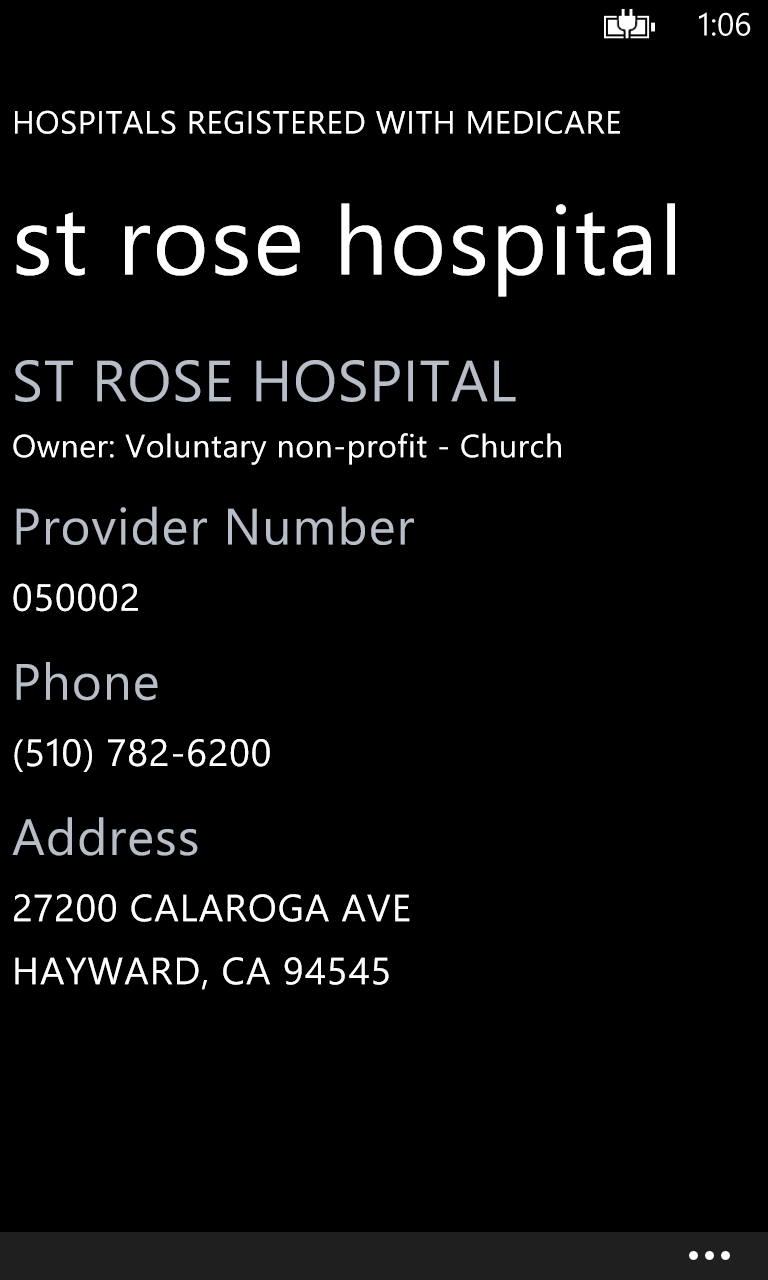 1:06
HOSPITALS REGISTERED WITH MEDICARE
st rose hospital
ST ROSE HOSPITAL
Owner: Voluntary non-profit - Church
Provider Number
050002
Phone
(510) 782-6200
Address
27200 CALAROGA AVE
HAYWARD, CA 94545